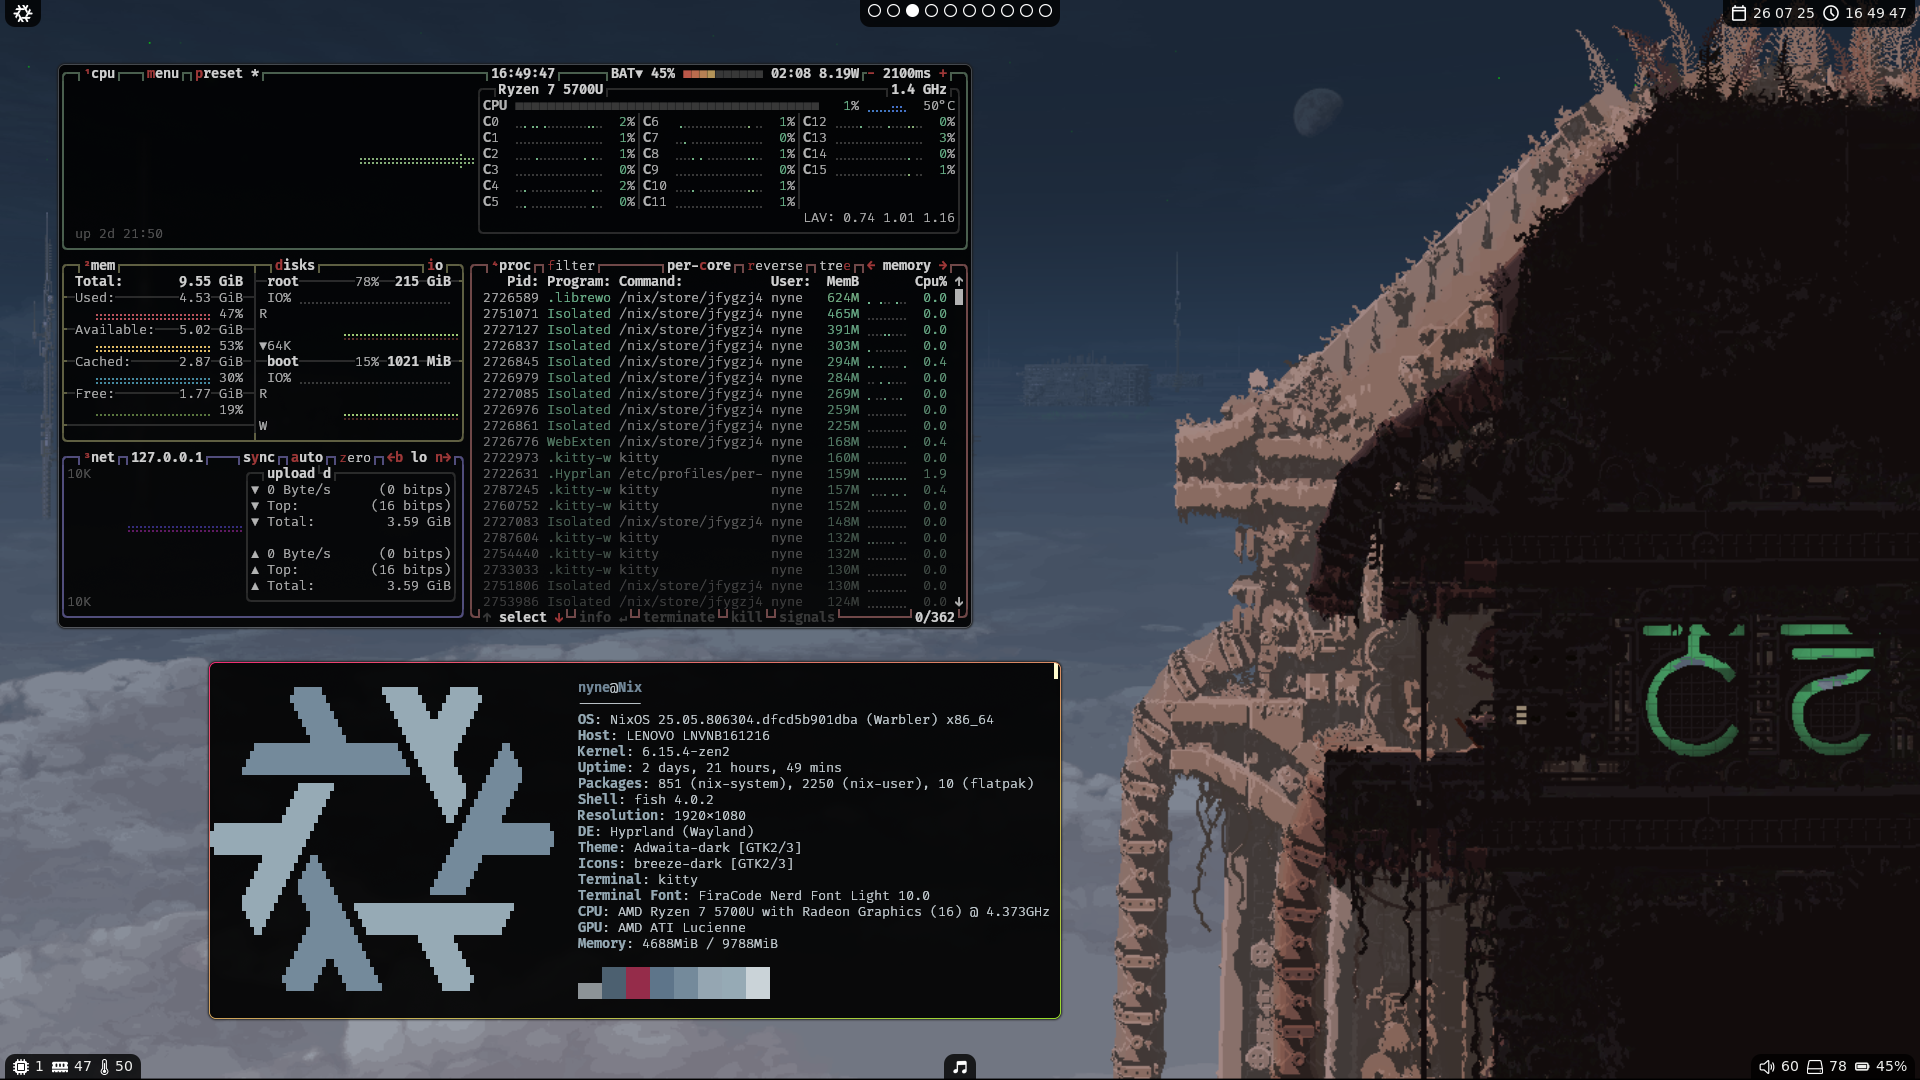 26 07 25 16 49 47
¹cpu menu preset * 16:49:47 BAT▼ 45% 02:08 8.19W - 2100ms +
Ryzen 7 5700U 1.4 GHz
CPU 1% 50°C
C0 2% C6 1% C12 0%
C1 1% C7 0% C13 3%
C2 1% C8 1% C14 0%
C3 0% C9 0% C15 1%
C4 2% C10 1%
C5 0% C11 1%
LAV: 0.74 1.01 1.16
up 2d 21:50
²mem disks io
Total: 9.55 GiB
Used: 4.53 GiB
47%
Available: 5.02 GiB
53%
Cached: 2.87 GiB
30%
Free: 1.77 GiB
19%
root 78% 215 GiB
IO%
R
▼64K
boot 15% 1021 MiB
IO%
R
W
³net 127.0.0.1 sync auto zero <b lo n>
10K
upload d
▼ 0 Byte/s (0 bitps)
▼ Top: (16 bitps)
▼ Total: 3.59 GiB
▲ 0 Byte/s (0 bitps)
▲ Top: (16 bitps)
▲ Total: 3.59 GiB
10K
⁴proc filter per-core reverse tree < memory >
Pid: Program: Command: User: MemB Cpu% ↑
2726589 .librewo /nix/store/jfygzj4 nyne 624M 0.0
2751071 Isolated /nix/store/jfygzj4 nyne 465M 0.0
2727127 Isolated /nix/store/jfygzj4 nyne 391M 0.0
2726837 Isolated /nix/store/jfygzj4 nyne 303M 0.0
2726845 Isolated /nix/store/jfygzj4 nyne 294M 0.4
2726979 Isolated /nix/store/jfygzj4 nyne 284M 0.0
2727085 Isolated /nix/store/jfygzj4 nyne 269M 0.0
2726976 Isolated /nix/store/jfygzj4 nyne 259M 0.0
2726861 Isolated /nix/store/jfygzj4 nyne 225M 0.0
2726776 WebExten /nix/store/jfygzj4 nyne 168M 0.4
2722973 .kitty-w kitty nyne 160M 0.0
2722631 .Hyprlan /etc/profiles/per- nyne 159M 1.9
2787245 .kitty-w kitty nyne 157M 0.4
2760752 .kitty-w kitty nyne 152M 0.0
2727083 Isolated /nix/store/jfygzj4 nyne 148M 0.0
2787604 .kitty-w kitty nyne 132M 0.0
2754440 .kitty-w kitty nyne 132M 0.0
2733033 .kitty-w kitty nyne 130M 0.0
2751806 Isolated /nix/store/jfygzj4 nyne 130M 0.0
2753986 Isolated /nix/store/jfygzj4 nyne 124M 0.0 ↓
↑ select ↓ info ↵ terminate kill signals 0/362
nyne@Nix
OS: NixOS 25.05.806304.dfcd5b901dba (Warbler) x86_64
Host: LENOVO LNVNB161216
Kernel: 6.15.4-zen2
Uptime: 2 days, 21 hours, 49 mins
Packages: 851 (nix-system), 2250 (nix-user), 10 (flatpak)
Shell: fish 4.0.2
Resolution: 1920×1080
DE: Hyprland (Wayland)
Theme: Adwaita-dark [GTK2/3]
Icons: breeze-dark [GTK2/3]
Terminal: kitty
Terminal Font: FiraCode Nerd Font Light 10.0
CPU: AMD Ryzen 7 5700U with Radeon Graphics (16) @ 4.373GHz
GPU: AMD ATI Lucienne
Memory: 4688MiB / 9788MiB
1 47 50
60 78 45%